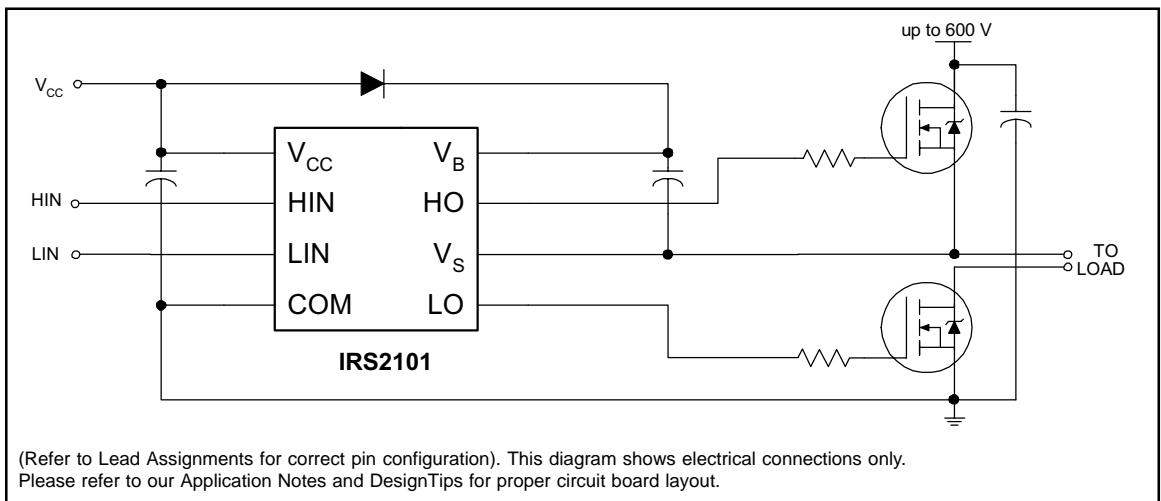 up to 600 V
VCC
VCC
VB
HIN
HIN
HO
LIN
LIN
VS
TO
LOAD
COM
LO
IRS2101
(Refer to Lead Assignments for correct pin configuration). This diagram shows electrical connections only.
Please refer to our Application Notes and DesignTips for proper circuit board layout.